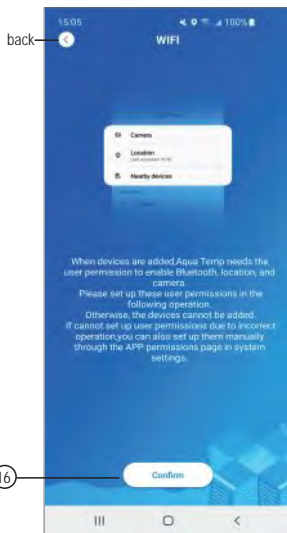 15:05 100%
back
WIFI
Camera
Location
Nearby devices
When devices are added,Aqua Temp needs the
user permission to enable Bluetooth, location, and
camera.
Please set up these user permissions in the
following operation.
Otherwise, the devices cannot be added.
If cannot set up user permissions due to incorrect
operation,you can also set up them manually
through the APP permissions page in system
settings.
16
Confirm